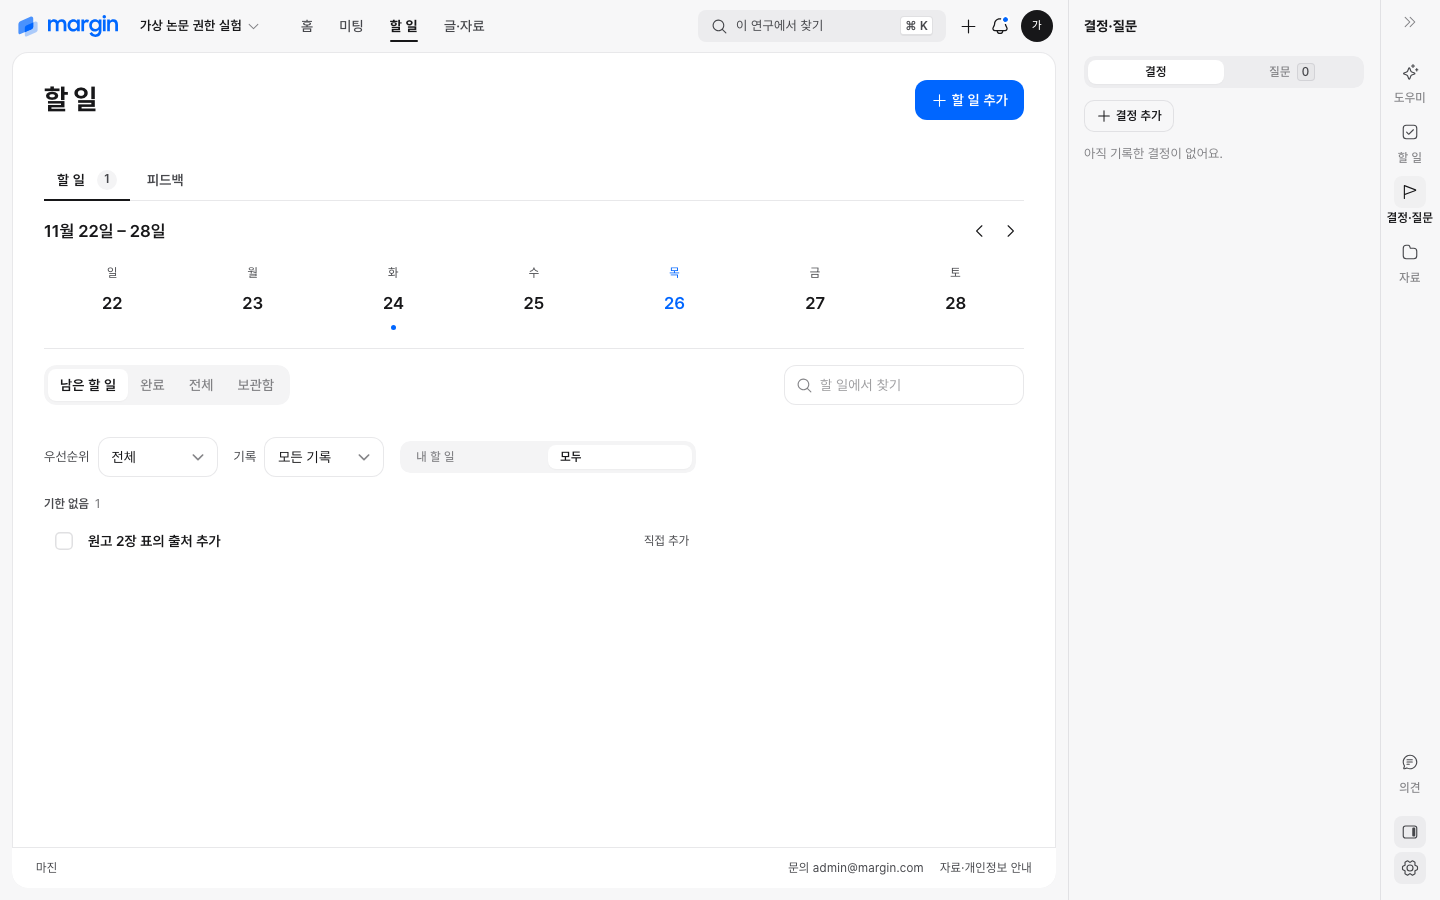 margin
가상 논문 권한 실험
홈 미팅 할 일 글·자료
이 연구에서 찾기 ⌘ K
가
할 일
할 일 추가
할 일 1 피드백
11월 22일 – 28일
일 월 화 수 목 금 토
22 23 24 25 26 27 28
남은 할 일 완료 전체 보관함
할 일에서 찾기
우선순위 전체 기록 모든 기록 내 할 일 모두
기한 없음 1
원고 2장 표의 출처 추가 직접 추가
마진
문의 admin@margin.com 자료·개인정보 안내
결정·질문
결정 질문 0
결정 추가
아직 기록한 결정이 없어요.
도우미
할 일
결정·질문
자료
의견